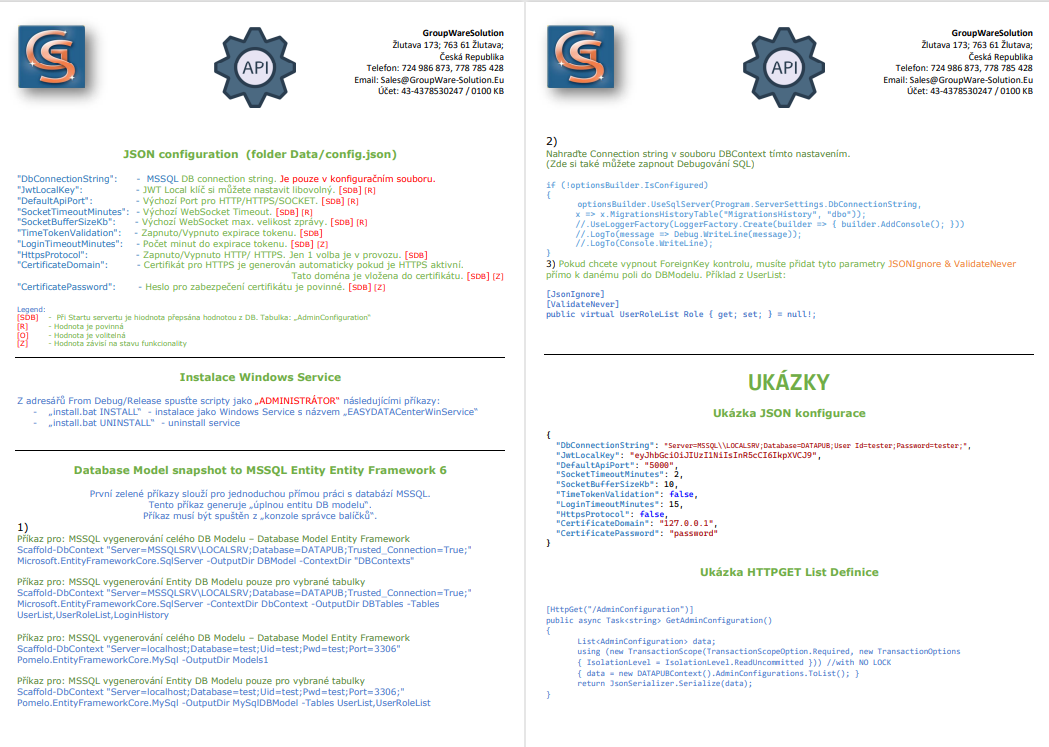 API
GroupWareSolution
Žlutava 173; 763 61 Žlutava;
Česká Republika
Telefon: 724 986 873, 778 785 428
Email: Sales@GroupWare-Solution.Eu
Účet: 43-4378530247 / 0100 KB
JSON configuration (folder Data/config.json)
"DbConnectionString": - MSSQL DB connection string. Je pouze v konfiguračním souboru.
"JwtLocalKey": - JWT Local klíč si můžete nastavit libovolný. [SDB] [R]
"DefaultApiPort": - Výchozí Port pro HTTP/HTTPS/SOCKET. [SDB] [R]
"SocketTimeoutMinutes": - Výchozí WebSocket Timeout. [SDB] [R]
"SocketBufferSizeKb": - Výchozí WebSocket max. velikost zprávy. [SDB] [R]
"TimeTokenValidation": - Zapnuto/Vypnuto expirace tokenu. [SDB]
"LoginTimeoutMinutes": - Počet minut do expirace tokenu. [SDB] [Z]
"HttpsProtocol": - Zapnuto/Vypnuto HTTP/ HTTPS. Jen 1 volba je v provozu. [SDB]
"CertificateDomain": - Certifikát pro HTTPS je generován automaticky pokud je HTTPS aktivní.
Tato doména je vložena do certifikátu. [SDB] [Z]
"CertificatePassword": - Heslo pro zabezpečení certifikátu je povinné. [SDB] [Z]
Legend:
[SDB] - Při Startu servertu je hiodnota přepsána hodnotou z DB. Tabulka: „AdminConfiguration"
[R] - Hodnota je povinná
[O] - Hodnota je volitelná
[Z] - Hodnota závisí na stavu funkcionality
Instalace Windows Service
Z adresářů From Debug/Release spusťte scripty jako „ADMINISTRÁTOR" následujícími příkazy:
- „install.bat INSTALL" - instalace jako Windows Service s názvem „EASYDATACenterWinService"
- „install.bat UNINSTALL" - uninstall service
Database Model snapshot to MSSQL Entity Entity Framework 6
První zelené příkazy slouží pro jednoduchou přímou práci s databází MSSQL.
Tento příkaz generuje „úplnou entitu DB modelu".
Příkaz musí být spuštěn z „konzole správce balíčků".
1)
Příkaz pro: MSSQL vygenerování celého DB Modelu – Database Model Entity Framework
Scaffold-DbContext "Server=MSSQLSRV\LOCALSRV;Database=DATAPUB;Trusted_Connection=True;"
Microsoft.EntityFrameworkCore.SqlServer -OutputDir DBModel -ContextDir "DBContexts"
Příkaz pro: MSSQL vygenerování Entity DB Modelu pouze pro vybrané tabulky
Scaffold-DbContext "Server=MSSQLSRV\LOCALSRV;Database=DATAPUB;Trusted_Connection=True;"
Microsoft.EntityFrameworkCore.SqlServer -ContextDir DbContext -OutputDir DBTables -Tables
UserList,UserRoleList,LoginHistory
Příkaz pro: MSSQL vygenerování celého DB Modelu – Database Model Entity Framework
Scaffold-DbContext "Server=localhost;Database=test;Uid=test;Pwd=test;Port=3306"
Pomelo.EntityFrameworkCore.MySql -OutputDir Models1
Příkaz pro: MSSQL vygenerování Entity DB Modelu pouze pro vybrané tabulky
Scaffold-DbContext "Server=localhost;Database=test;Uid=test;Pwd=test;Port=3306;"
Pomelo.EntityFrameworkCore.MySql -OutputDir MySqlDBModel -Tables UserList,UserRoleList
API
GroupWareSolution
Žlutava 173; 763 61 Žlutava;
Česká Republika
Telefon: 724 986 873, 778 785 428
Email: Sales@GroupWare-Solution.Eu
Účet: 43-4378530247 / 0100 KB
2)
Nahraďte Connection string v souboru DBContext tímto nastavením.
(Zde si také můžete zapnout Debugování SQL)
if (!optionsBuilder.IsConfigured)
{
optionsBuilder.UseSqlServer(Program.ServerSettings.DbConnectionString,
x => x.MigrationsHistoryTable("MigrationsHistory", "dbo"));
//.UseLoggerFactory(LoggerFactory.Create(builder => { builder.AddConsole(); }))
//.LogTo(message => Debug.WriteLine(message));
//.LogTo(Console.WriteLine);
}
3) Pokud chcete vypnout ForeignKey kontrolu, musíte přidat tyto parametry JSONIgnore & ValidateNever
přímo k danému poli do DBModelu. Příklad z UserList:
[JsonIgnore]
[ValidateNever]
public virtual UserRoleList Role { get; set; } = null!;
UKÁZKY
Ukázka JSON konfigurace
{
"DbConnectionString": "Server=MSSQL\\LOCALSRV;Database=DATAPUB;User Id=tester;Password=tester;",
"JwtLocalKey": "eyJhbGciOiJIUzI1NiIsInR5cCI6IkpXVCJ9",
"DefaultApiPort": "5000",
"SocketTimeoutMinutes": 2,
"SocketBufferSizeKb": 10,
"TimeTokenValidation": false,
"LoginTimeoutMinutes": 15,
"HttpsProtocol": false,
"CertificateDomain": "127.0.0.1",
"CertificatePassword": "password"
}
Ukázka HTTPGET List Definice
[HttpGet("/AdminConfiguration")]
public async Task<string> GetAdminConfiguration()
{
List<AdminConfiguration> data;
using (new TransactionScope(TransactionScopeOption.Required, new TransactionOptions
{ IsolationLevel = IsolationLevel.ReadUncommitted })) //with NO LOCK
{ data = new DATAPUBContext().AdminConfigurations.ToList(); }
return JsonSerializer.Serialize(data);
}